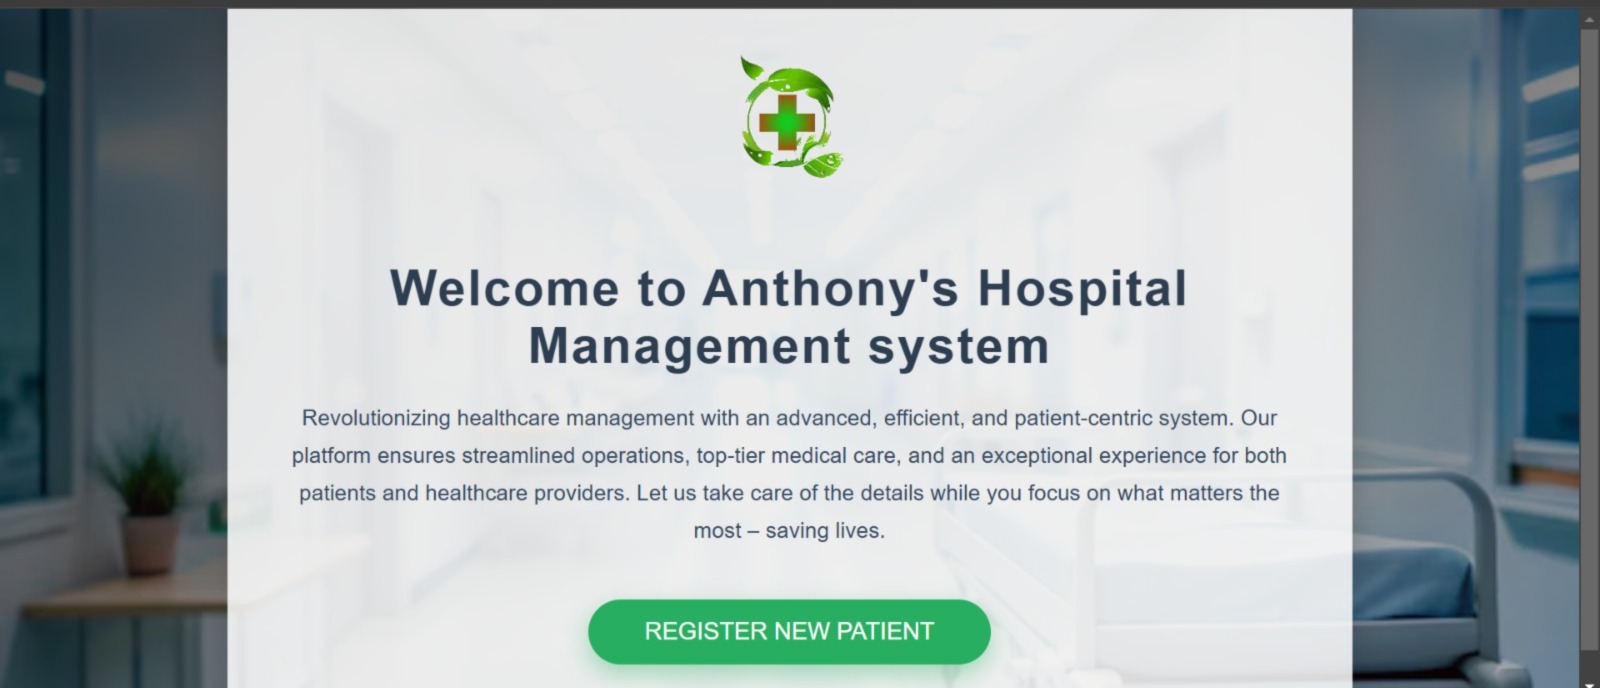 Welcome to Anthony's Hospital
Management system
Revolutionizing healthcare management with an advanced, efficient, and patient-centric system. Our
platform ensures streamlined operations, top-tier medical care, and an exceptional experience for both
patients and healthcare providers. Let us take care of the details while you focus on what matters the
most – saving lives.
REGISTER NEW PATIENT